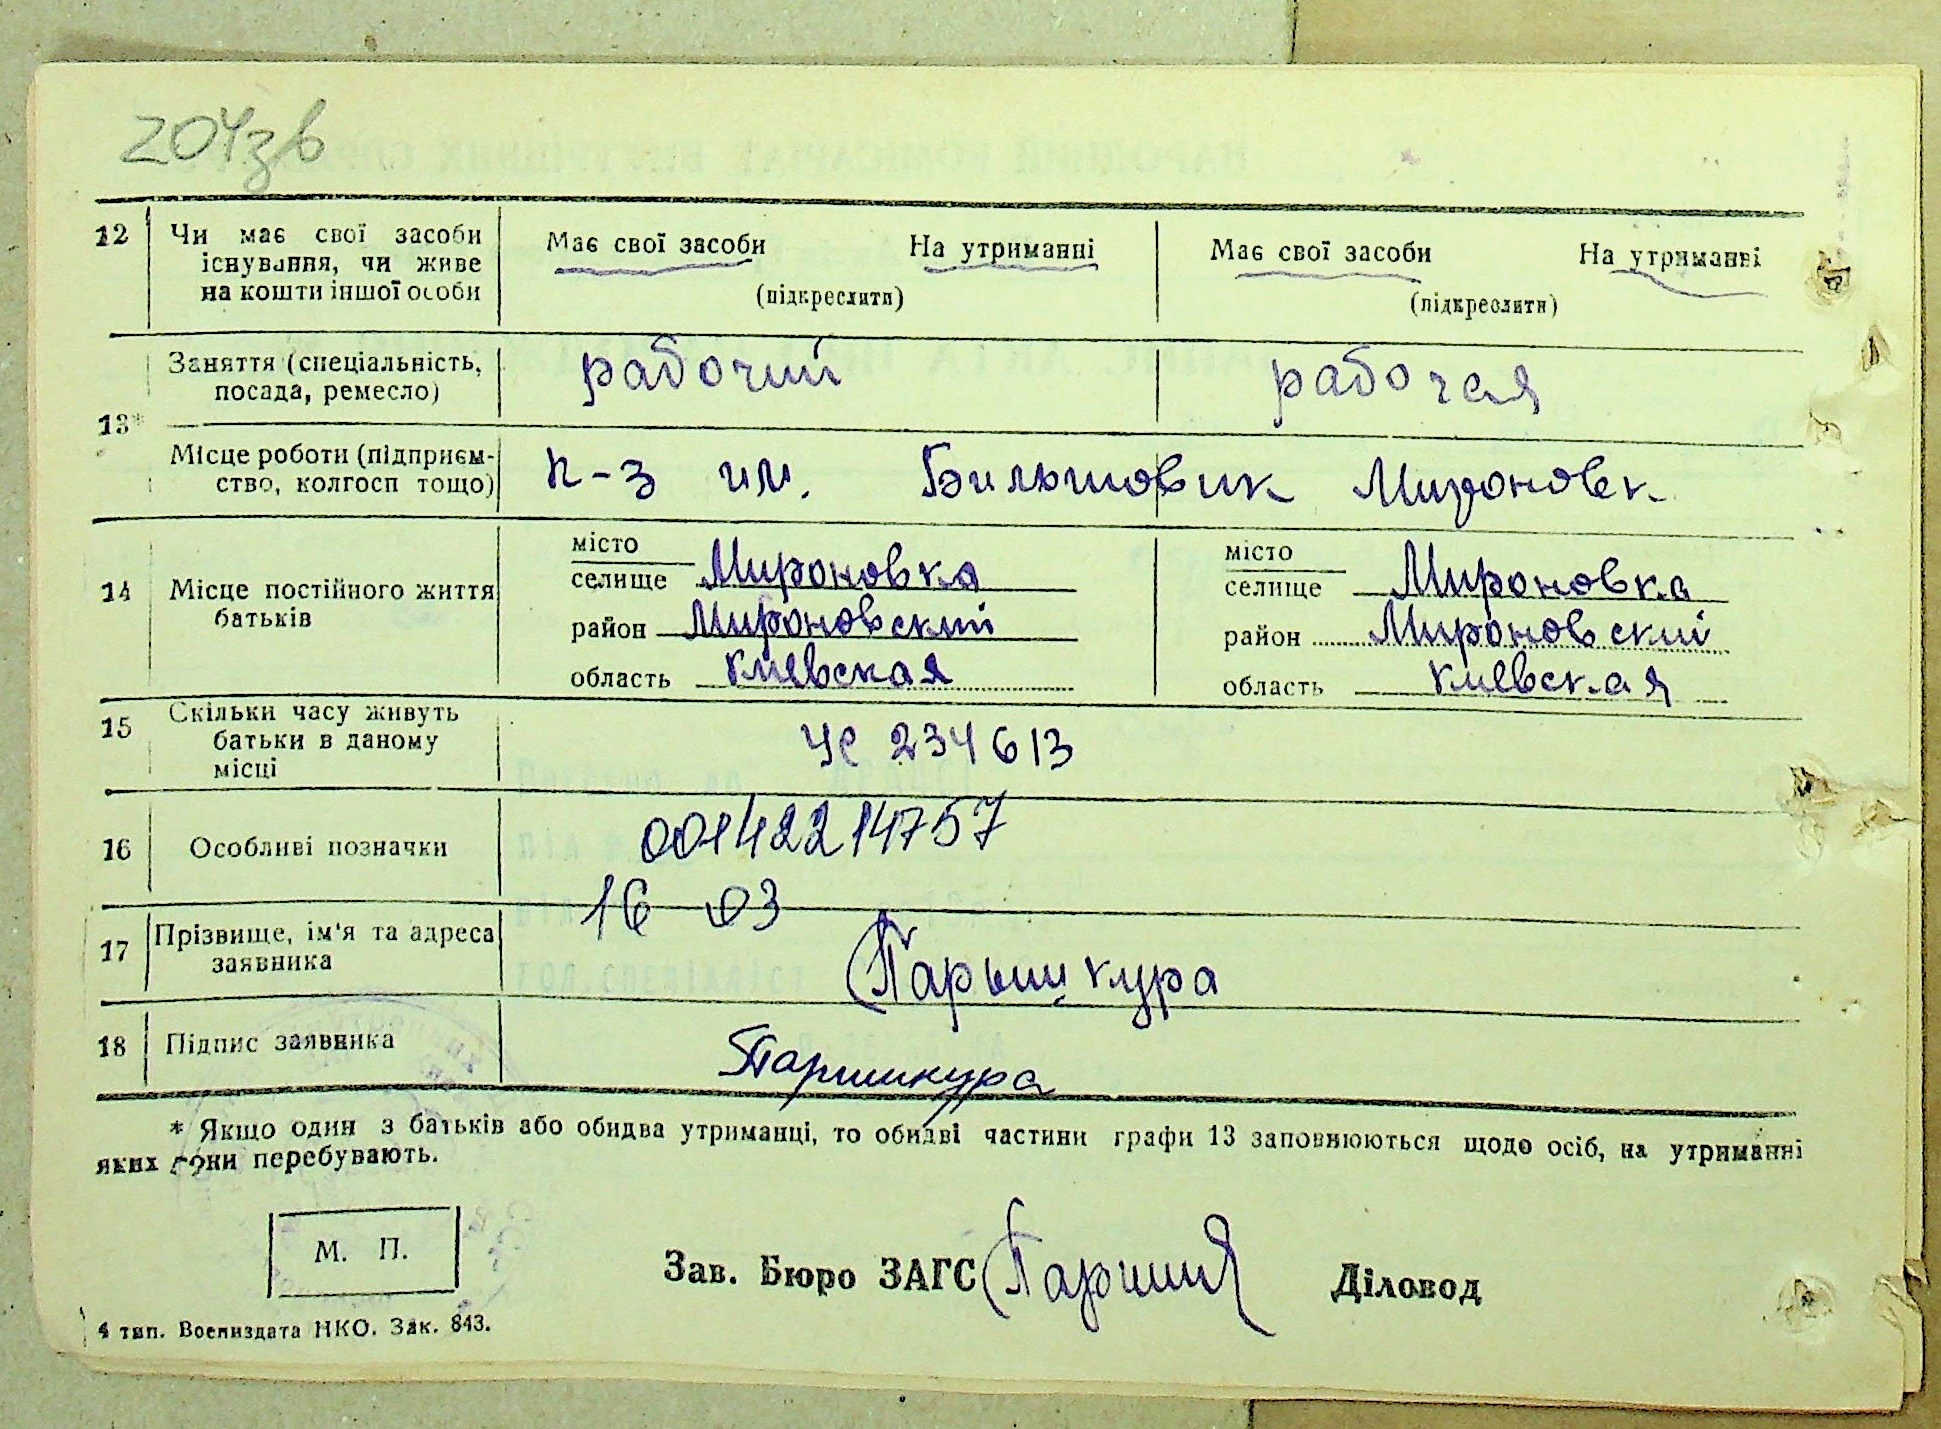 204зв
12 Чи має свої засоби існування, чи живе на кошти іншої особи
Має свої засоби На утриманні
(підкреслити)
Має свої засоби На утриманні
(підкреслити)
13*
Заняття (спеціальність, посада, ремесло)
рабочий
рабочая
Місце роботи (підприємство, колгосп тощо)
к-з им. Бильшовик Мироновк
14 Місце постійного життя батьків
місто
селище Мироновка
район Мироновский
область Киевская
місто
селище Мироновка
район Мироновский
область Киевская
15 Скільки часу живуть батьки в даному місці
ЧС 234613
16 Особливі позначки
00142214757
16 03
17 Прізвище, ім'я та адреса заявника
Парышкура
18 Підпис заявника
Паршикура
* Якщо один з батьків або обидва утриманці, то обидві частини графи 13 заповнюються щодо осіб, на утриманні
яких вони перебувають.
М. П.
Зав. Бюро ЗАГС
Діловод
4 тип. Воениздата НКО. Зак. 843.